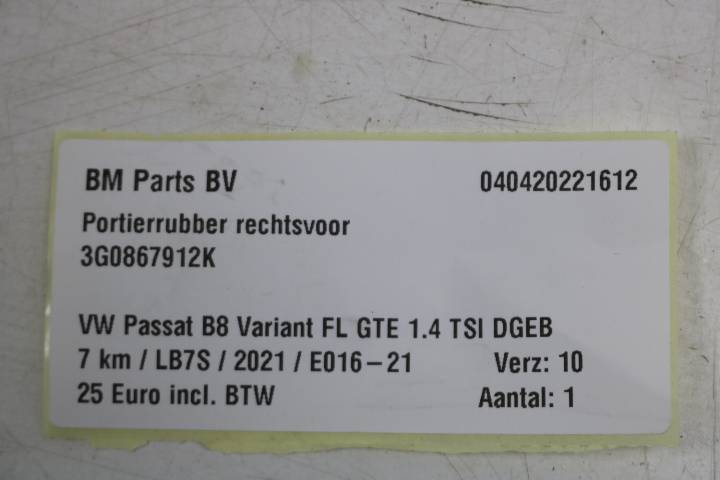 BM Parts BV 040420221612
Portierrubber rechtsvoor
3G0867912K
VW Passat B8 Variant FL GTE 1.4 TSI DGEB
7 km / LB7S / 2021 / E016-21 Verz: 10
25 Euro incl. BTW Aantal: 1